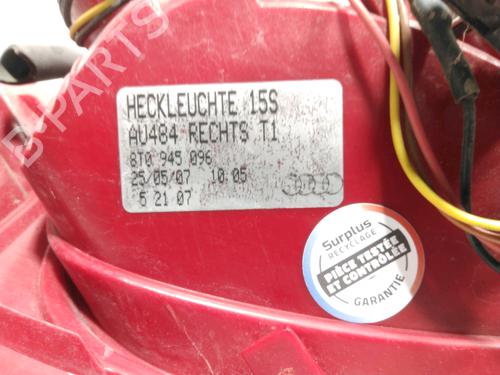 B-PARTS
HECKLEUCHTE 15S
AU484 RECHTS T1
8T0 945 096
25/05/07 10:05
5 21 07
Surplus
RECYCLAGE
PIÈCE TESTÉE
ET CONTRÔLÉE
GARANTIE